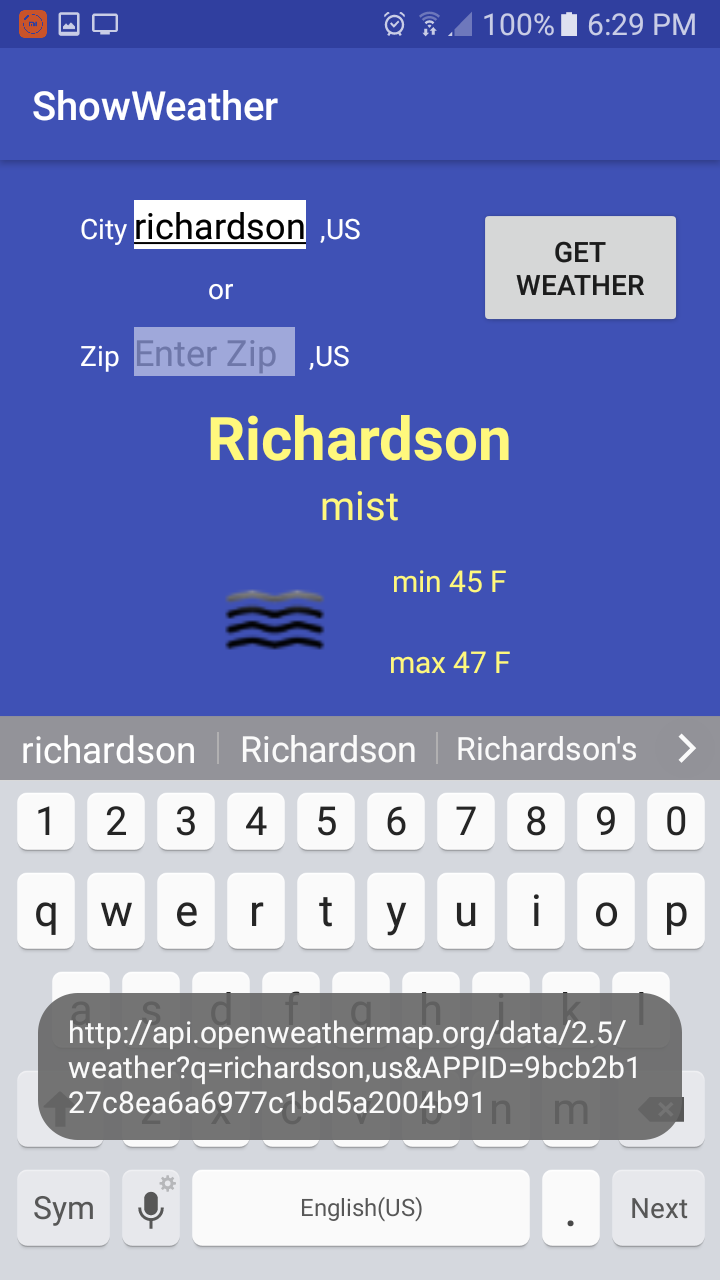 100% 6:29 PM
ShowWeather
City richardson ,US
GET
WEATHER
or
Zip Enter Zip ,US
Richardson
mist
min 45 F
max 47 F
richardson Richardson Richardson's
1 2 3 4 5 6 7 8 9 0
q w e r t y u i o p
a s d f g h j k l
http://api.openweathermap.org/data/2.5/
weather?q=richardson,us&APPID=9bcb2b1
27c8ea6a6977c1bd5a2004b91
z x c v b n m
Sym English(US) . Next